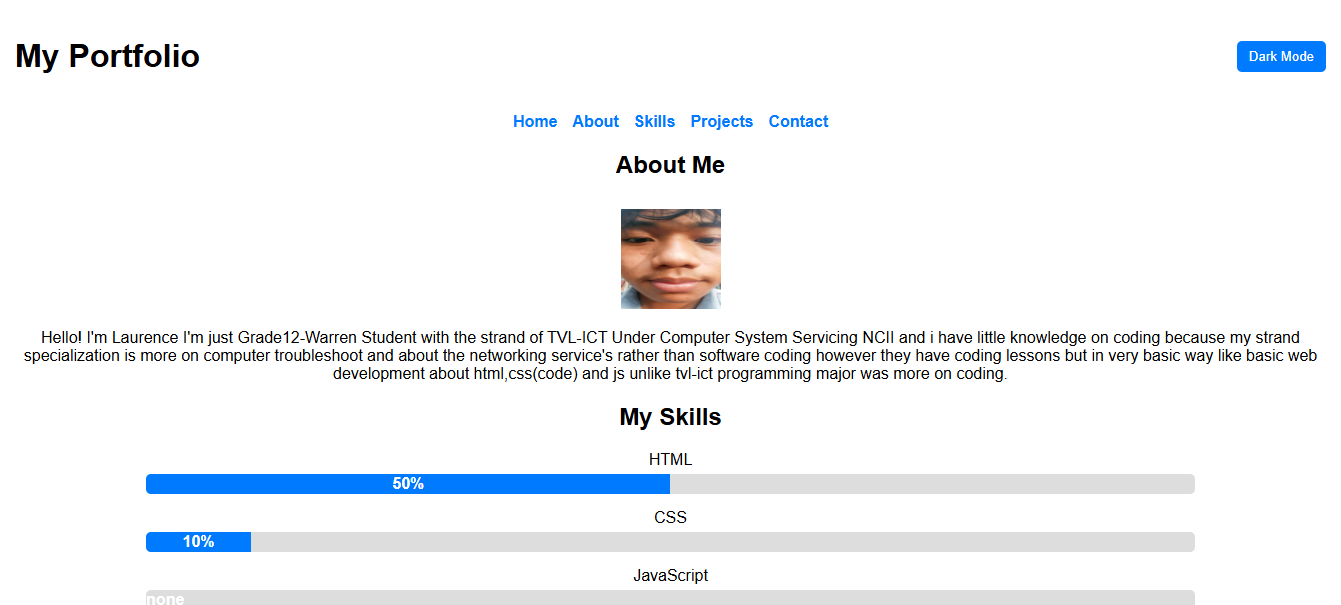 My Portfolio
Dark Mode
Home About Skills Projects Contact
About Me
Hello! I'm Laurence I'm just Grade12-Warren Student with the strand of TVL-ICT Under Computer System Servicing NCII and i have little knowledge on coding because my strand
specialization is more on computer troubleshoot and about the networking service's rather than software coding however they have coding lessons but in very basic way like basic web
development about html,css(code) and js unlike tvl-ict programming major was more on coding.
My Skills
HTML
50%
CSS
10%
JavaScript
none